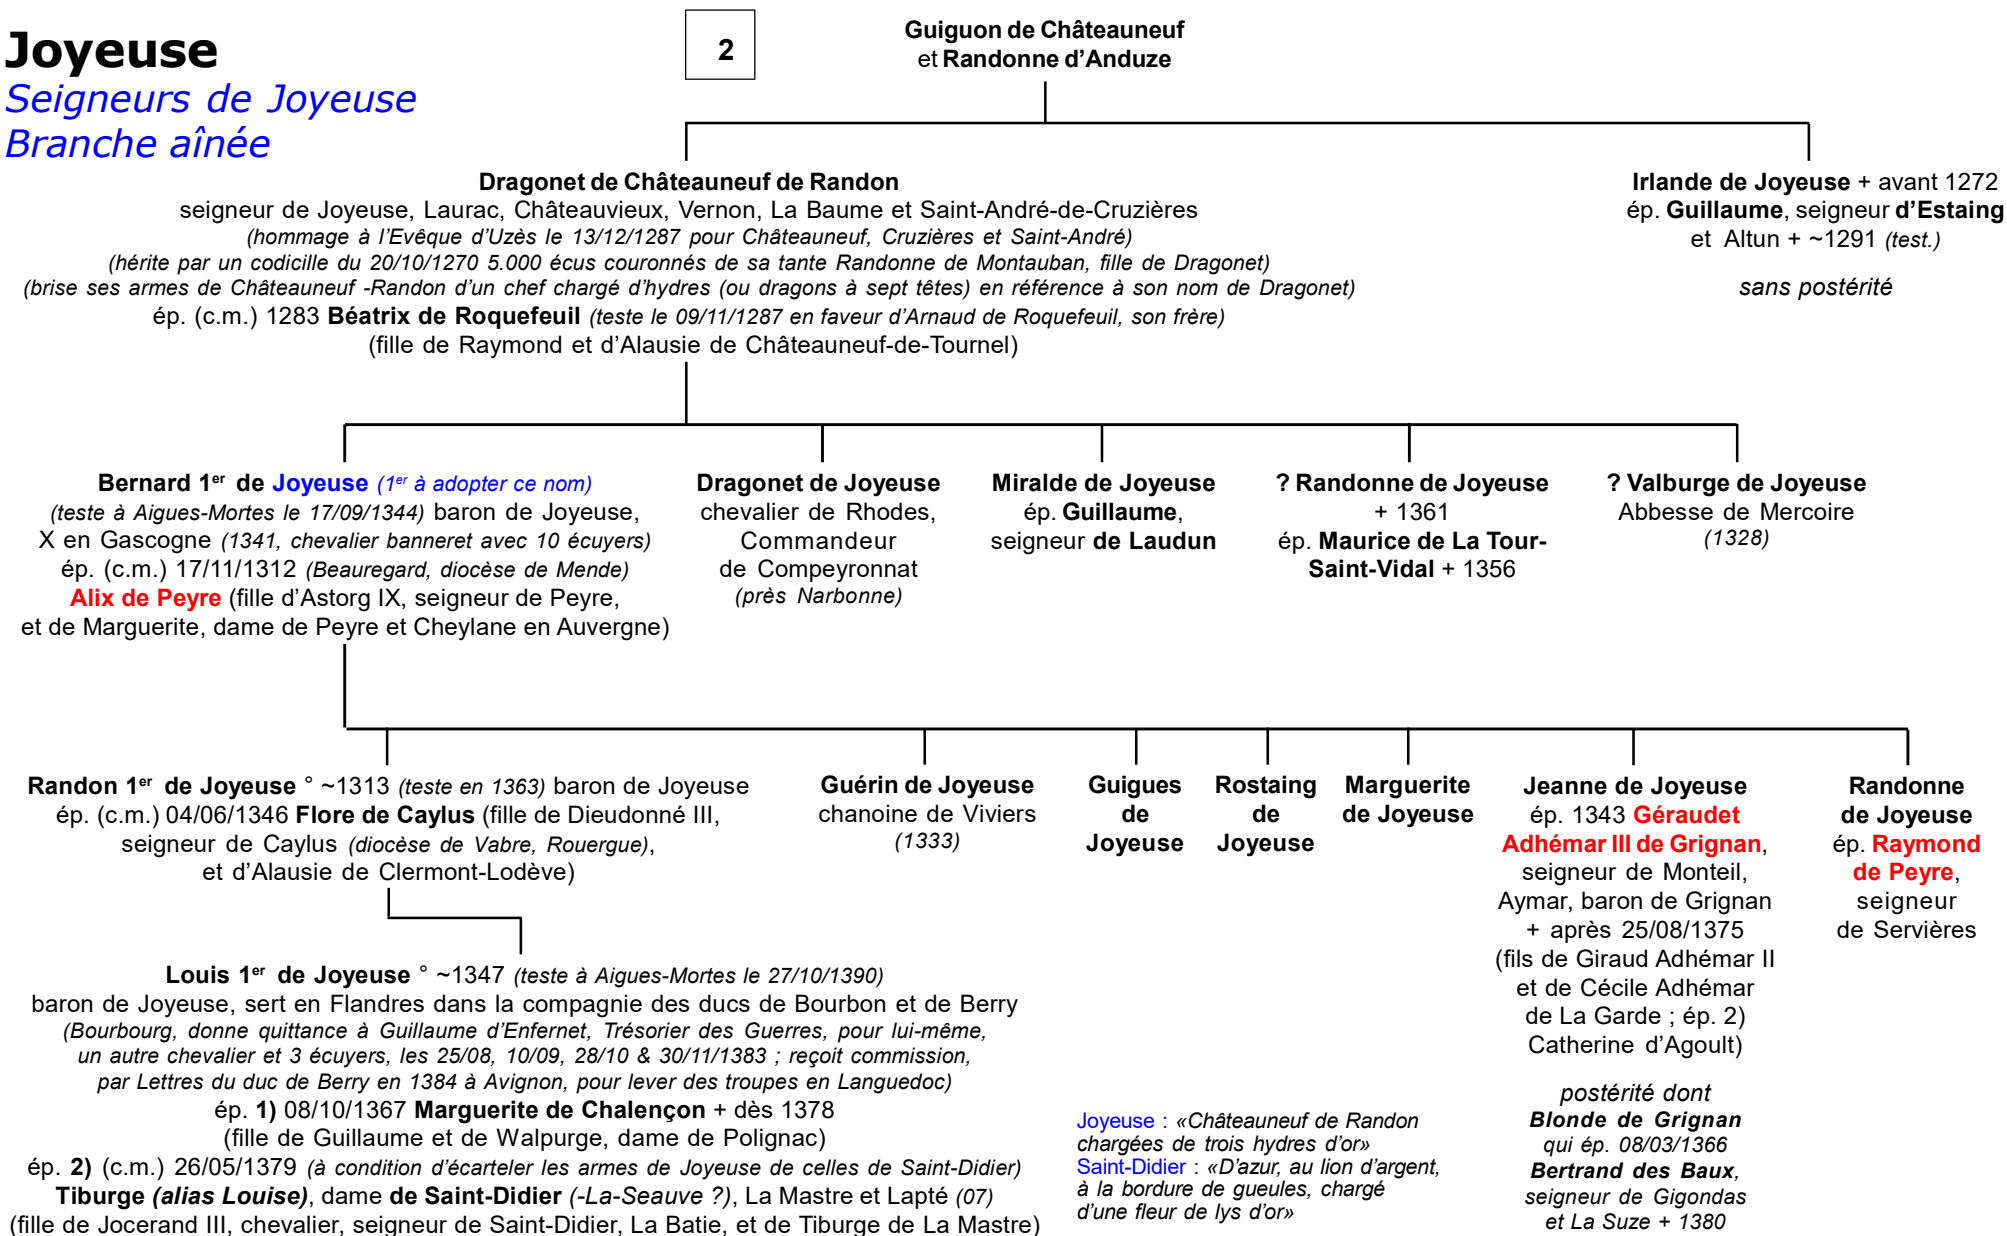 Joyeuse
Seigneurs de Joyeuse
Branche aînée
2
Guiguon de Châteauneuf
et Randonne d'Anduze
Dragonet de Châteauneuf de Randon
seigneur de Joyeuse, Laurac, Châteauvieux, Vernon, La Baume et Saint-André-de-Cruzières
(hommage à l'Evêque d'Uzès le 13/12/1287 pour Châteauneuf, Cruzières et Saint-André)
(hérite par un codicille du 20/10/1270 5.000 écus couronnés de sa tante Randonne de Montauban, fille de Dragonet)
(brise ses armes de Châteauneuf -Randon d'un chef chargé d'hydres (ou dragons à sept têtes) en référence à son nom de Dragonet)
ép. (c.m.) 1283 Béatrix de Roquefeuil (teste le 09/11/1287 en faveur d'Arnaud de Roquefeuil, son frère)
(fille de Raymond et d'Alausie de Châteauneuf-de-Tournel)
Irlande de Joyeuse + avant 1272
ép. Guillaume, seigneur d'Estaing
et Altun + ~1291 (test.)
sans postérité
Bernard 1er de Joyeuse (1er à adopter ce nom)
(teste à Aigues-Mortes le 17/09/1344) baron de Joyeuse,
X en Gascogne (1341, chevalier banneret avec 10 écuyers)
ép. (c.m.) 17/11/1312 (Beauregard, diocèse de Mende)
Alix de Peyre (fille d'Astorg IX, seigneur de Peyre,
et de Marguerite, dame de Peyre et Cheylane en Auvergne)
Dragonet de Joyeuse
chevalier de Rhodes,
Commandeur
de Compeyronnat
(près Narbonne)
Miralde de Joyeuse
ép. Guillaume,
seigneur de Laudun
? Randonne de Joyeuse
+ 1361
ép. Maurice de La Tour-
Saint-Vidal + 1356
? Valburge de Joyeuse
Abbesse de Mercoire
(1328)
Randon 1er de Joyeuse ° ~1313 (teste en 1363) baron de Joyeuse
ép. (c.m.) 04/06/1346 Flore de Caylus (fille de Dieudonné III,
seigneur de Caylus (diocèse de Vabre, Rouergue),
et d'Alausie de Clermont-Lodève)
Guérin de Joyeuse
chanoine de Viviers
(1333)
Guigues
de
Joyeuse
Rostaing
de
Joyeuse
Marguerite
de Joyeuse
Jeanne de Joyeuse
ép. 1343 Géraudet
Adhémar III de Grignan,
seigneur de Monteil,
Aymar, baron de Grignan
+ après 25/08/1375
(fils de Giraud Adhémar II
et de Cécile Adhémar
de La Garde ; ép. 2)
Catherine d'Agoult)
postérité dont
Blonde de Grignan
qui ép. 08/03/1366
Bertrand des Baux,
seigneur de Gigondas
et La Suze + 1380
Randonne
de Joyeuse
ép. Raymond
de Peyre,
seigneur
de Servières
Louis 1er de Joyeuse ° ~1347 (teste à Aigues-Mortes le 27/10/1390)
baron de Joyeuse, sert en Flandres dans la compagnie des ducs de Bourbon et de Berry
(Bourbourg, donne quittance à Guillaume d'Enfernet, Trésorier des Guerres, pour lui-même,
un autre chevalier et 3 écuyers, les 25/08, 10/09, 28/10 & 30/11/1383 ; reçoit commission,
par Lettres du duc de Berry en 1384 à Avignon, pour lever des troupes en Languedoc)
ép. 1) 08/10/1367 Marguerite de Chalençon + dès 1378
(fille de Guillaume et de Walpurge, dame de Polignac)
ép. 2) (c.m.) 26/05/1379 (à condition d'écarteler les armes de Joyeuse de celles de Saint-Didier)
Tiburge (alias Louise), dame de Saint-Didier (-La-Seauve ?), La Mastre et Lapté (07)
(fille de Jocerand III, chevalier, seigneur de Saint-Didier, La Batie, et de Tiburge de La Mastre)
Joyeuse : «Châteauneuf de Randon
chargées de trois hydres d'or»
Saint-Didier : «D'azur, au lion d'argent,
à la bordure de gueules, chargé
d'une fleur de lys d'or»